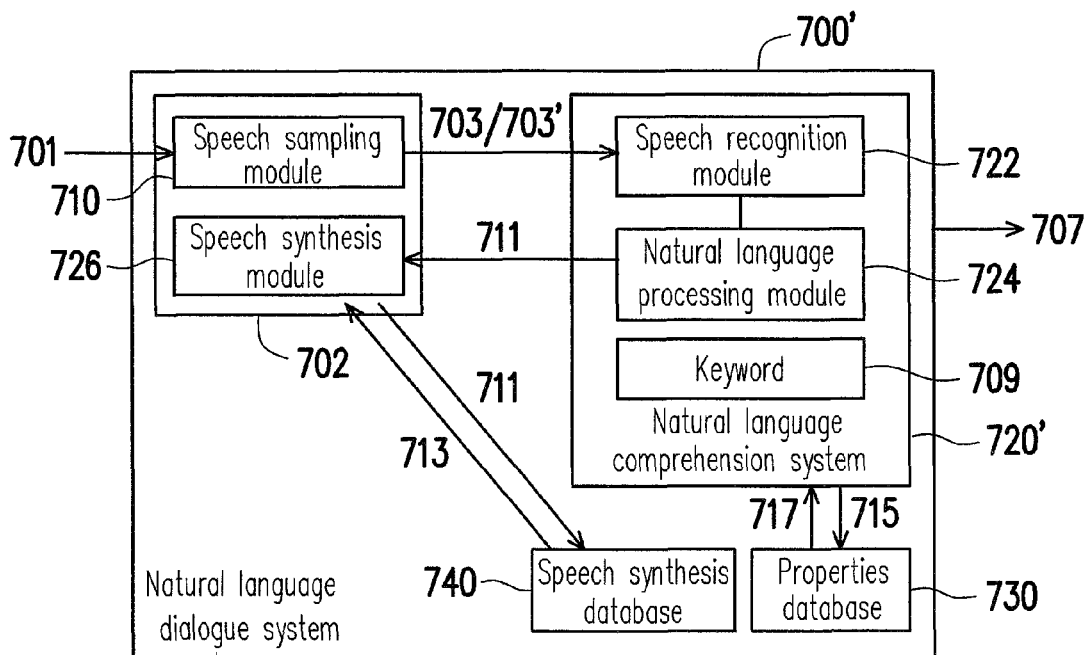 700'
701
Speech sampling
module
703/703'
Speech recognition
module
722
710
707
726
Speech synthesis
module
711
Natural language
processing module
724
702
711
Keyword
709
713
Natural language
comprehension system
720'
717
715
740
Speech synthesis
database
Properties
database
730
Natural language
dialogue system